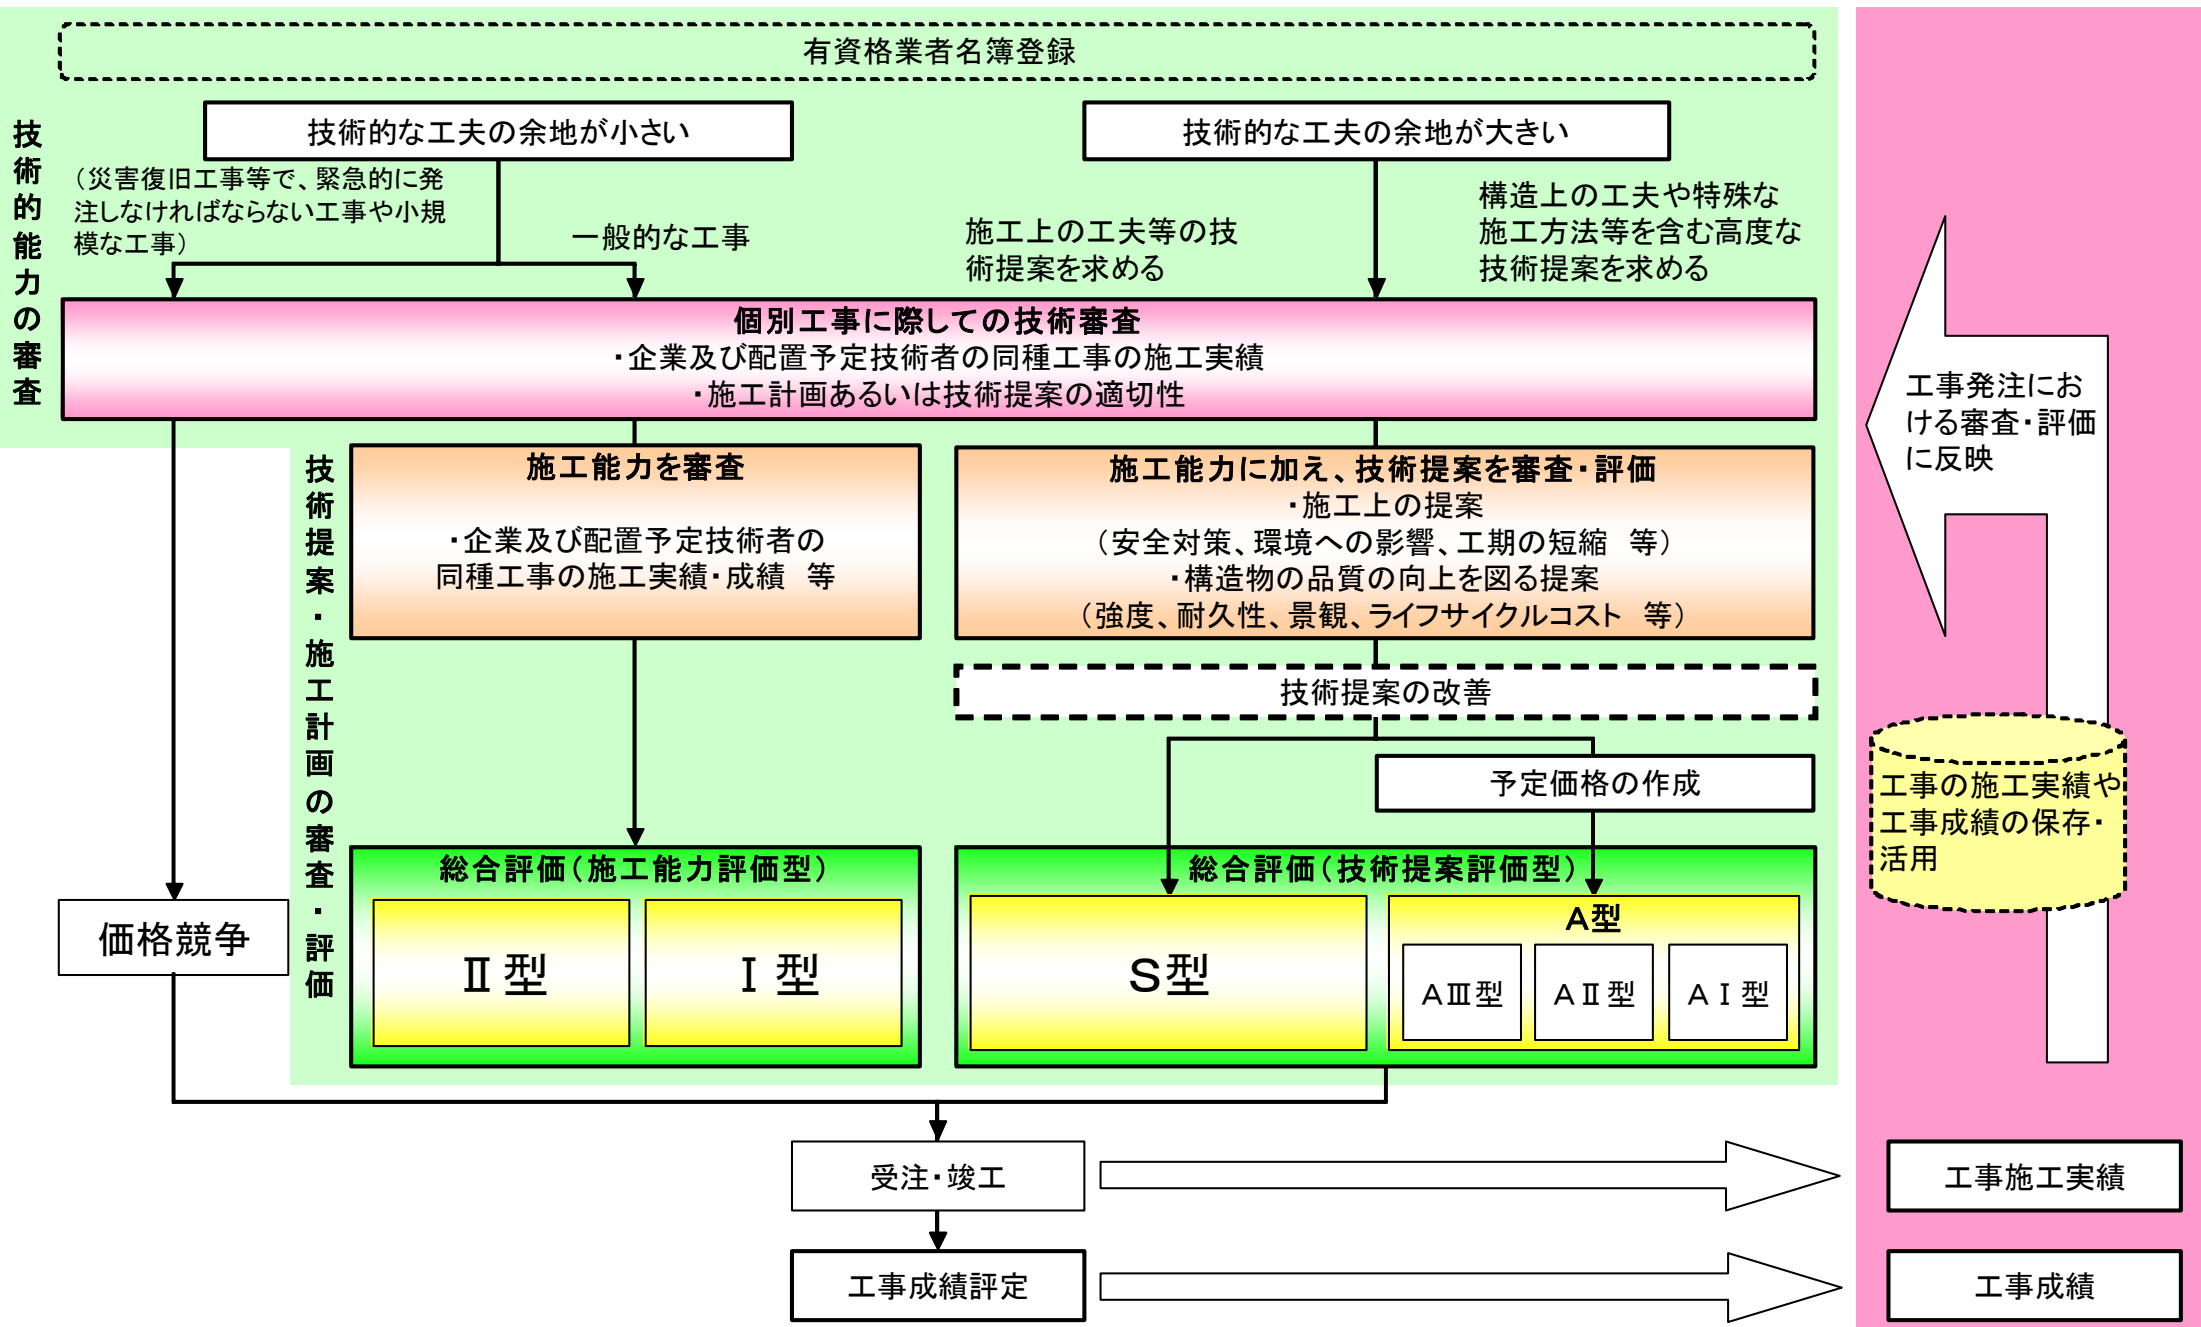 有資格業者名簿登録
技術的能力の審査
技術的な工夫の余地が小さい
技術的な工夫の余地が大きい
（災害復旧工事等で、緊急的に発
注しなければならない工事や小規
模な工事）
一般的な工事
施工上の工夫等の技
術提案を求める
構造上の工夫や特殊な
施工方法等を含む高度な
技術提案を求める
個別工事に際しての技術審査
・企業及び配置予定技術者の同種工事の施工実績
・施工計画あるいは技術提案の適切性
技術提案・施工計画の審査・評価
施工能力を審査
・企業及び配置予定技術者の
同種工事の施工実績・成績　等
施工能力に加え、技術提案を審査・評価
・施工上の提案
（安全対策、環境への影響、工期の短縮　等）
・構造物の品質の向上を図る提案
（強度、耐久性、景観、ライフサイクルコスト　等）
技術提案の改善
予定価格の作成
価格競争
総合評価（施工能力評価型）
Ⅱ型
Ⅰ型
総合評価（技術提案評価型）
S型
A型
AⅢ型
AⅡ型
AⅠ型
受注・竣工
工事成績評定
工事発注にお
ける審査・評価
に反映
工事の施工実績や
工事成績の保存・
活用
工事施工実績
工事成績